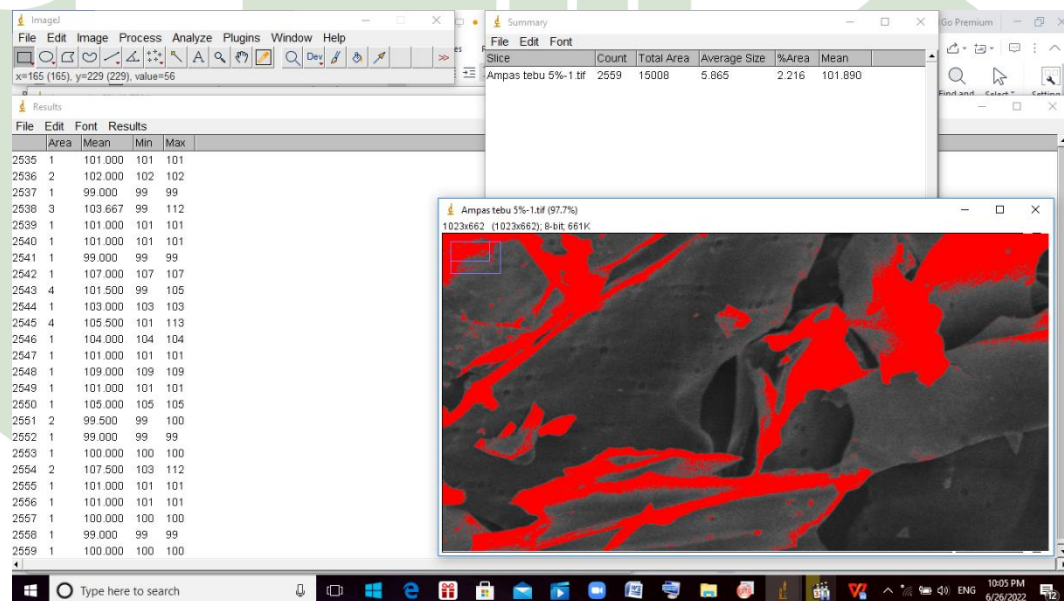 ImageJ
File Edit Image Process Analyze Plugins Window Help
Dev
x=165 (165), y=229 (229), value=56
Summary
File Edit Font
Slice Count Total Area Average Size %Area Mean
Ampas tebu 5%-1.tif 2559 15008 5.865 2.216 101.890
Go Premium
Find and Select
Setting
Results
File Edit Font Results
Area Mean Min Max
2535 1 101.000 101 101
2536 2 102.000 102 102
2537 1 99.000 99 99
2538 3 103.667 99 112
2539 1 101.000 101 101
2540 1 101.000 101 101
2541 1 99.000 99 99
2542 1 107.000 107 107
2543 4 101.500 99 105
2544 1 103.000 103 103
2545 4 105.500 101 113
2546 1 104.000 104 104
2547 1 101.000 101 101
2548 1 109.000 109 109
2549 1 101.000 101 101
2550 1 105.000 105 105
2551 2 99.500 99 100
2552 1 99.000 99 99
2553 1 100.000 100 100
2554 2 107.500 103 112
2555 1 101.000 101 101
2556 1 101.000 101 101
2557 1 100.000 100 100
2558 1 99.000 99 99
2559 1 100.000 100 100
Ampas tebu 5%-1.tif (97.7%)
1023x662 (1023x662); 8-bit; 661K
Type here to search
ENG
10:05 PM
6/26/2022